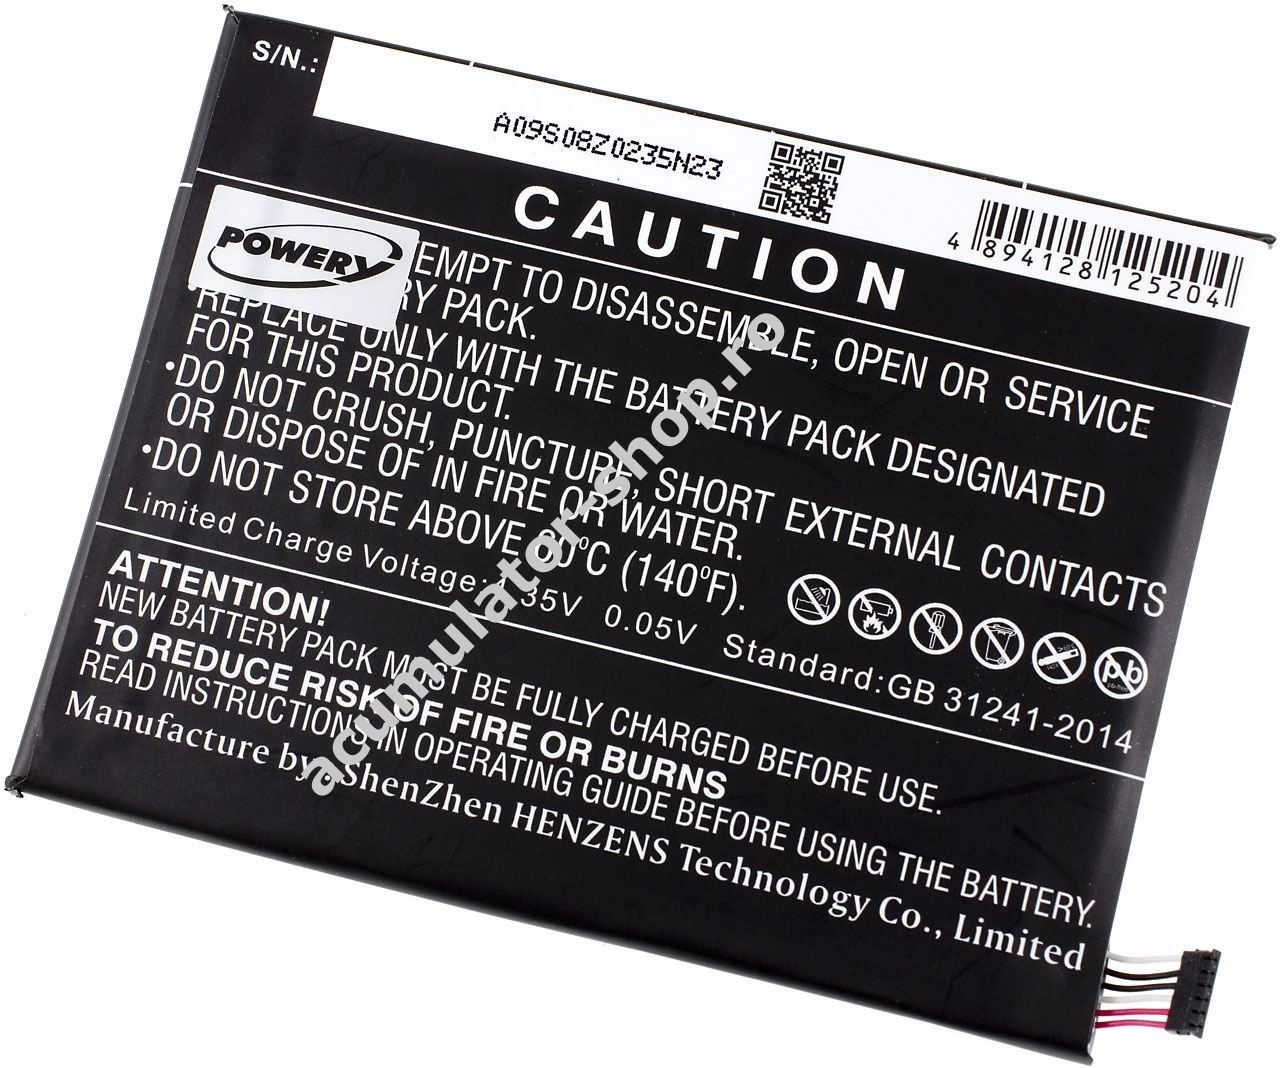 S/N.:
A09S08Z0235N23
4 894128 125204
CAUTION
POWERY
EMPT TO DISASSEMBLE, OPEN OR SERVICE
RY PACK.
•REPLACE ONLY WITH THE BATTERY PACK DESIGNATED
FOR THIS PRODUCT.
•DO NOT CRUSH, PUNCTURE, SHORT EXTERNAL CONTACTS
OR DISPOSE OF IN FIRE OR WATER.
•DO NOT STORE ABOVE 60°C (140°F).
Limited Charge Voltage: 4.35V 0.05V
Standard:GB 31241-2014
pb
ATTENTION!
NEW BATTERY PACK MUST BE FULLY CHARGED BEFORE USE.
TO REDUCE RISK OF FIRE OR BURNS
READ INSTRUCTIONS IN OPERATING GUIDE BEFORE USING THE BATTERY.
Manufacture by: ShenZhen HENZENS Technology Co., Limited
acumulator-shop.ro